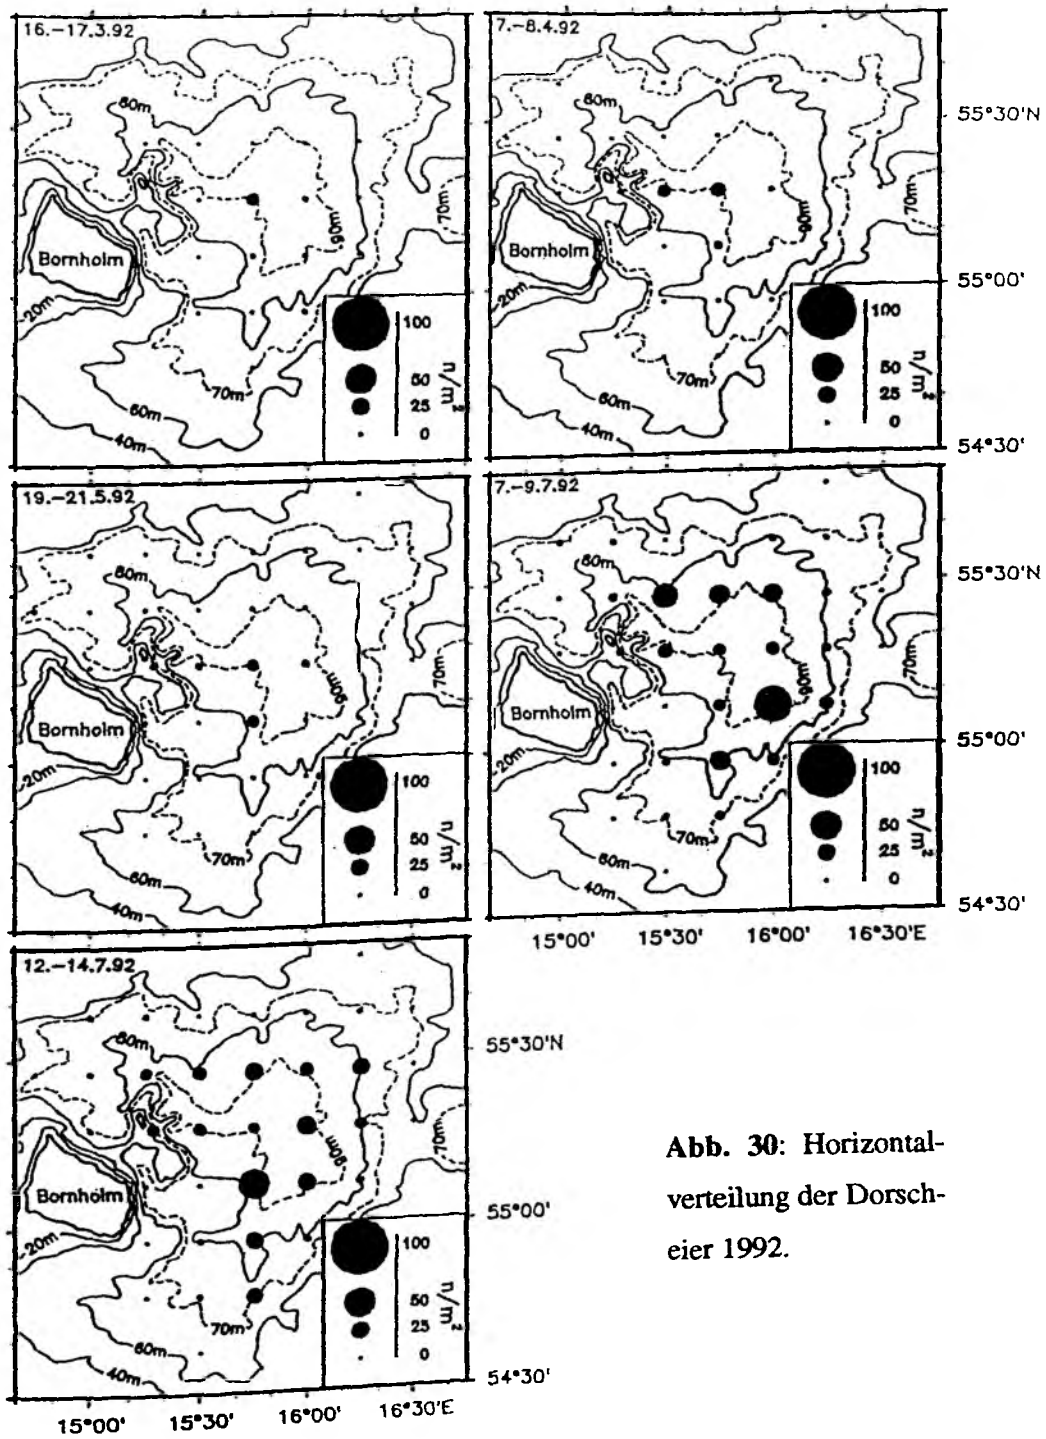 16.-17.3.92
60m
90m
70m
Bornholm
20m
70m
60m
40m
100
50
25
0
n/m²
7.-8.4.92
60m
90m
70m
Bornholm
20m
70m
60m
40m
100
50
25
0
n/m²
55°30'N
55°00'
54°30'
19.-21.5.92
60m
90m
70m
Bornholm
20m
70m
60m
40m
100
50
25
0
n/m²
7.-9.7.92
60m
90m
70m
Bornholm
20m
70m
60m
40m
100
50
25
0
n/m²
55°30'N
55°00'
54°30'
15°00' 15°30' 16°00' 16°30'E
12.-14.7.92
60m
90m
70m
Bornholm
20m
70m
60m
40m
100
50
25
0
n/m²
55°30'N
55°00'
54°30'
15°00' 15°30' 16°00' 16°30'E
Abb. 30: Horizontal-
verteilung der Dorsch-
eier 1992.